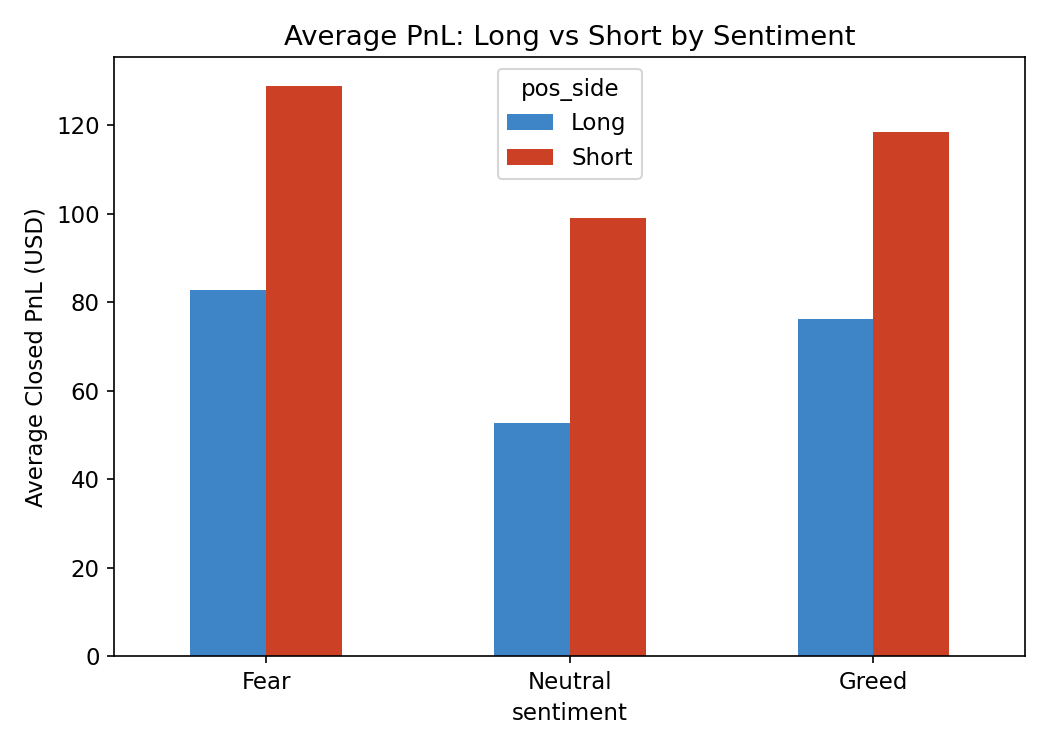 Average PnL: Long vs Short by Sentiment
pos_side
Long
Short
Average Closed PnL (USD)
120
100
80
60
40
20
0
Fear Neutral Greed
sentiment